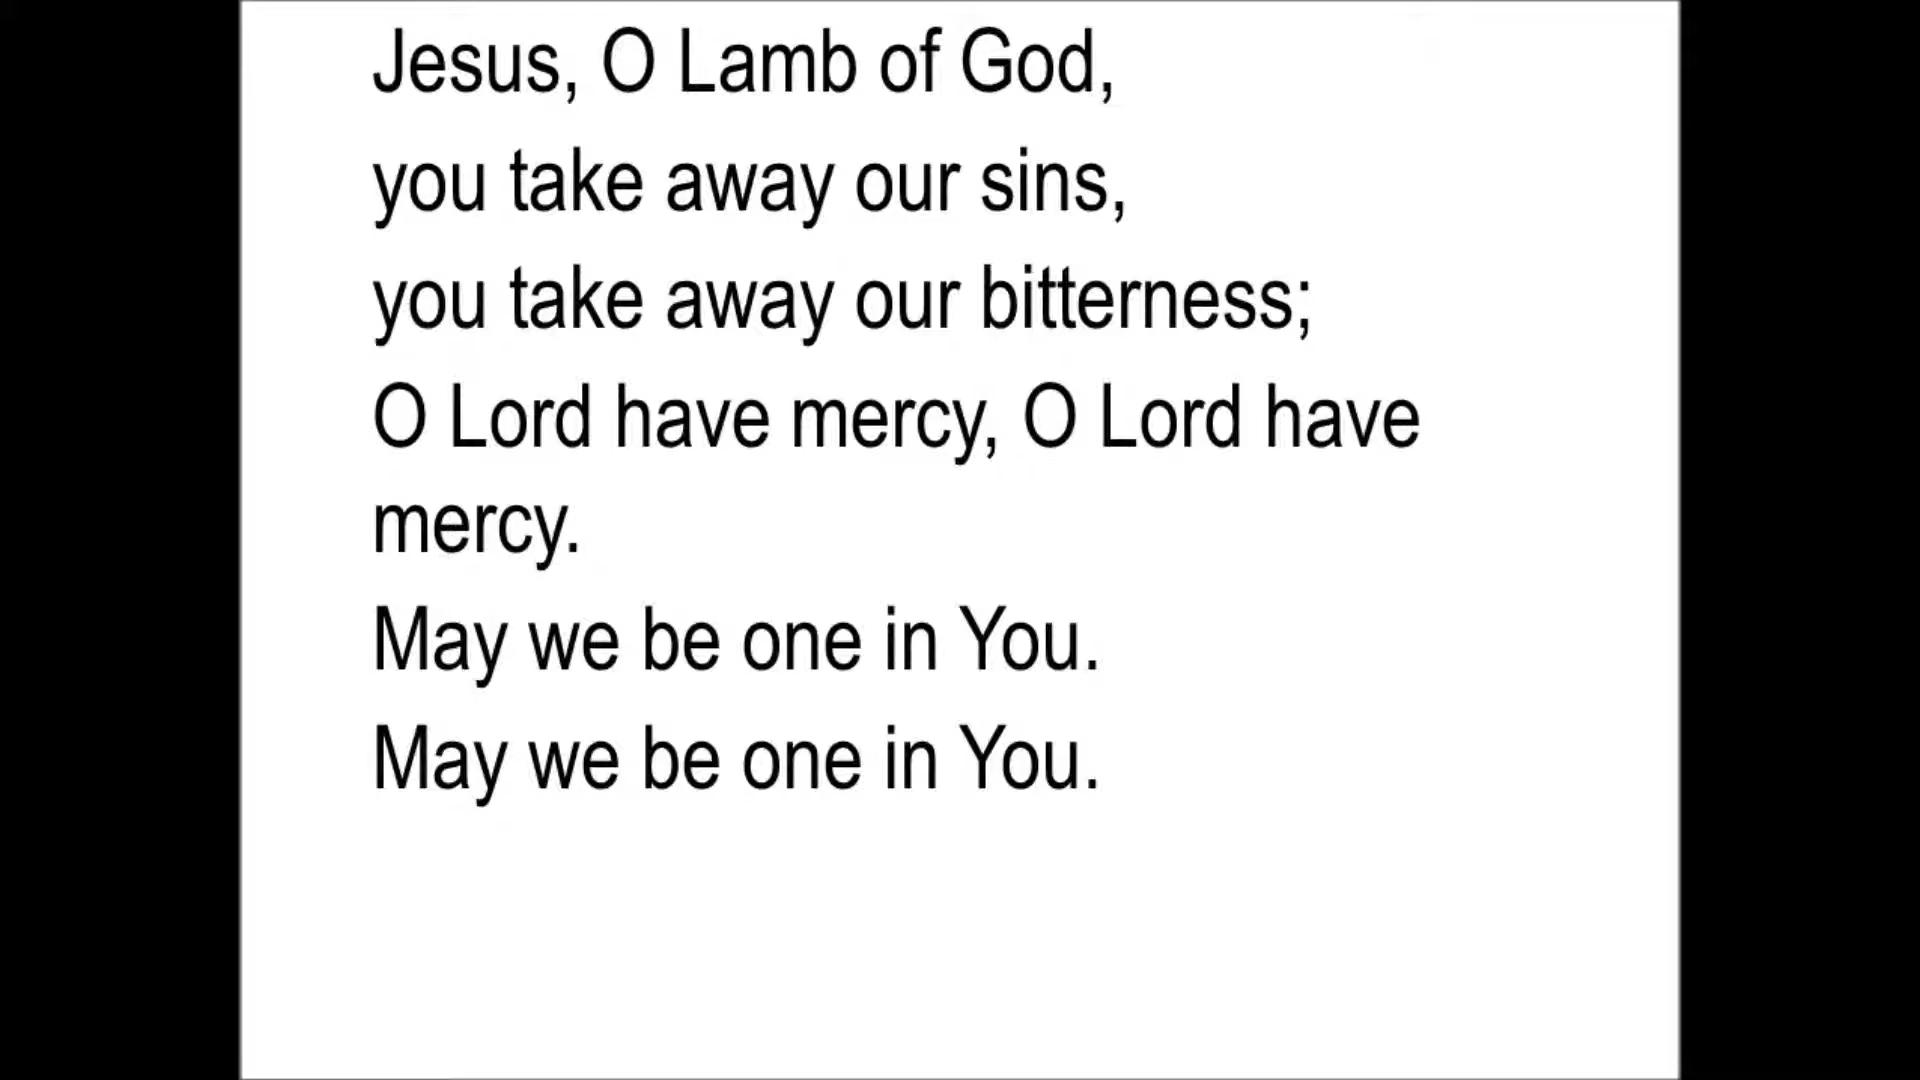 Jesus, O Lamb of God,
you take away our sins,
you take away our bitterness;
O Lord have mercy, O Lord have
mercy.
May we be one in You.
May we be one in You.